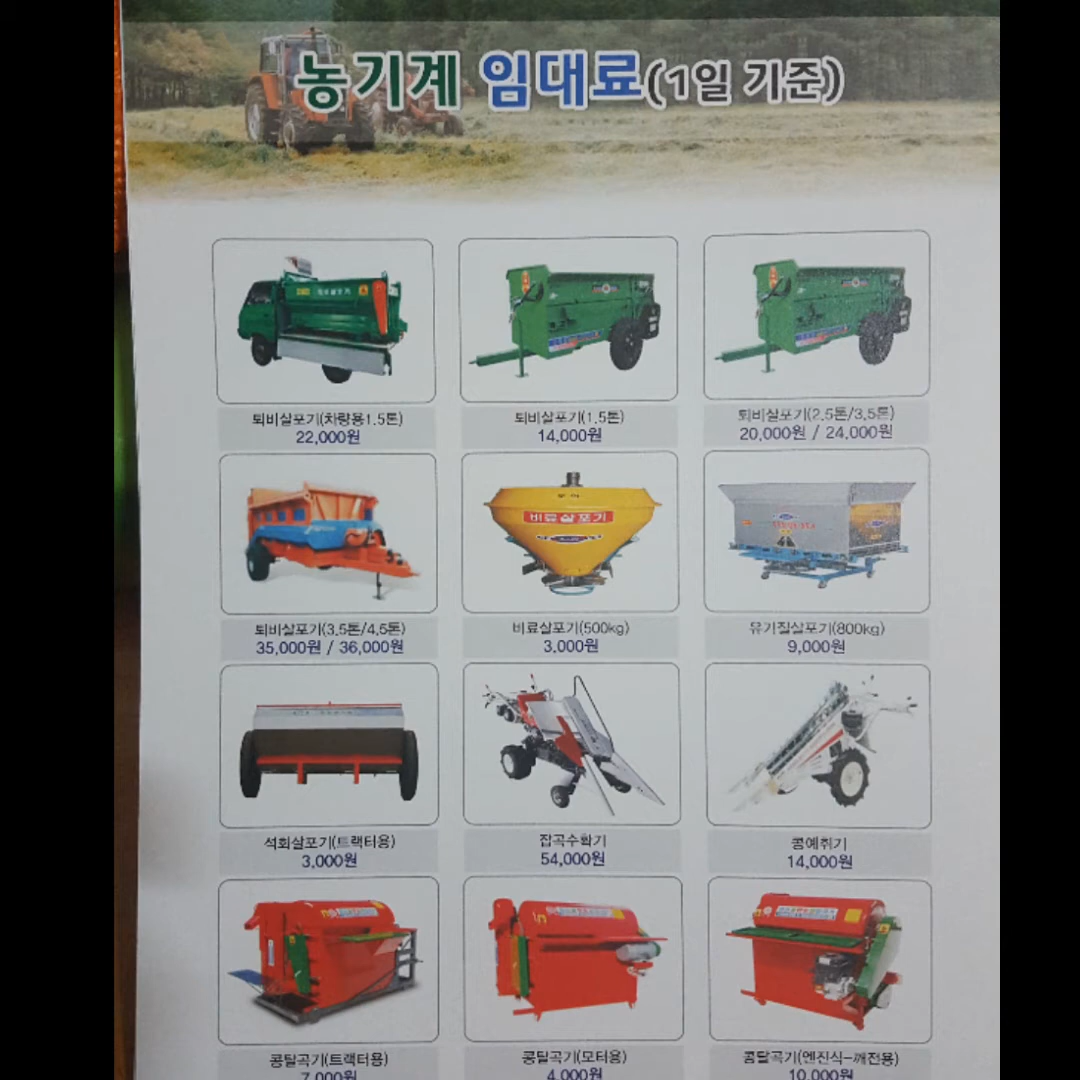 농기계 임대료(1일 기준)
퇴비살포기(차량용1.5톤)
22,000원
퇴비살포기(1.5톤)
14,000원
퇴비살포기(2.5톤/3.5톤)
20,000원 / 24,000원
퇴비살포기(3.5톤/4.5톤)
35,000원 / 36,000원
비료살포기
비료살포기(500kg)
3,000원
유기질살포기(800kg)
9,000원
석회살포기(트랙터용)
3,000원
잡곡수확기
54,000원
콩예취기
14,000원
콩탈곡기(트랙터용)
7,000원
콩탈곡기(모터용)
4,000원
콩탈곡기(엔진식-깨전용)
10,000원